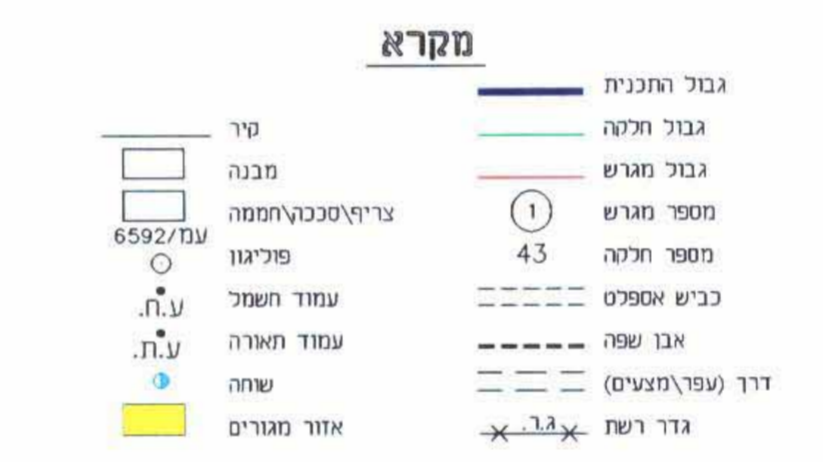 מקרא
גבול התכנית
גבול חלקה
גבול מגרש
מספר מגרש 1
מספר חלקה 43
כביש אספלט
אבן שפה
דרך (עפר\מצעים)
גדר רשת ג.ר.
קיר
מבנה
צריף\סככה\חממה
פוליגון עמ/6592
עמוד חשמל ע.ח.
עמוד תאורה ע.ת.
שוחה
אזור מגורים